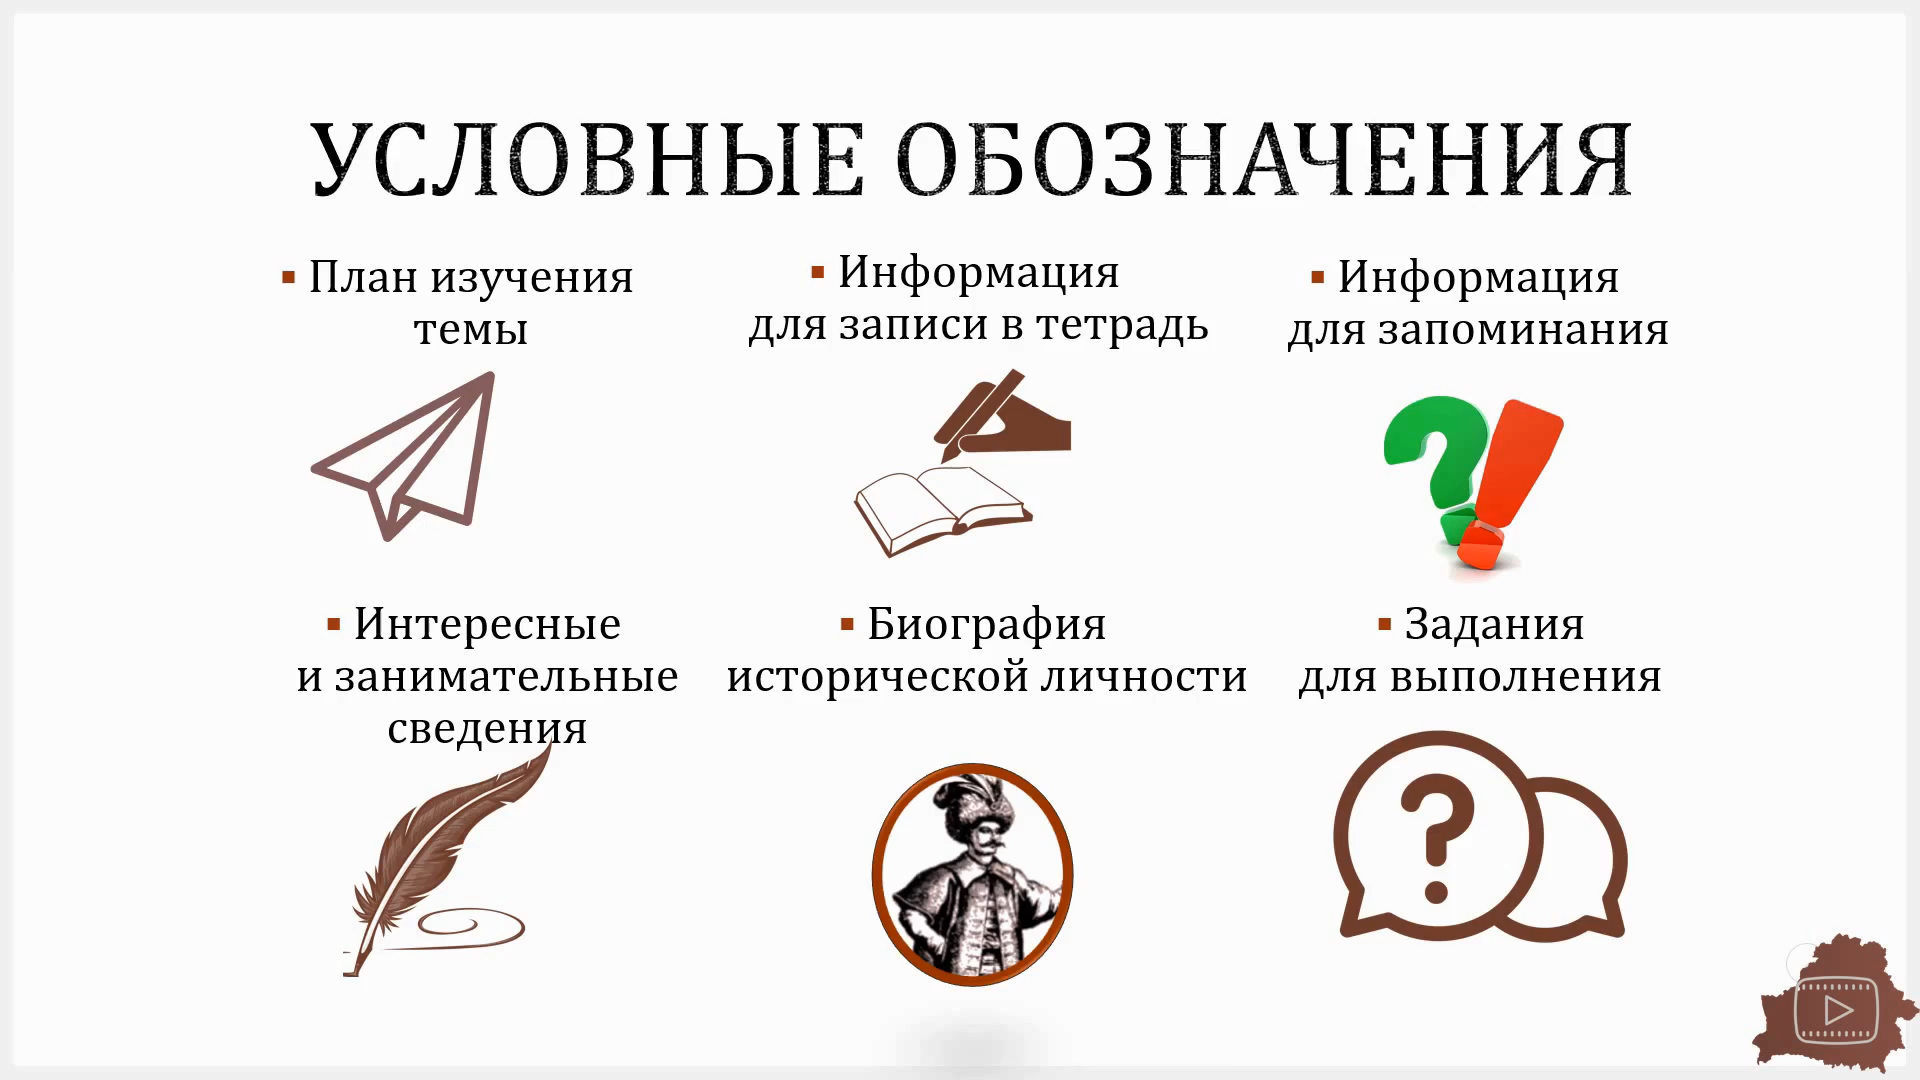 УСЛОВНЫЕ ОБОЗНАЧЕНИЯ
▪ План изучения
темы
▪ Информация
для записи в тетрадь
▪ Информация
для запоминания
▪ Интересные
и занимательные
сведения
▪ Биография
исторической личности
▪ Задания
для выполнения